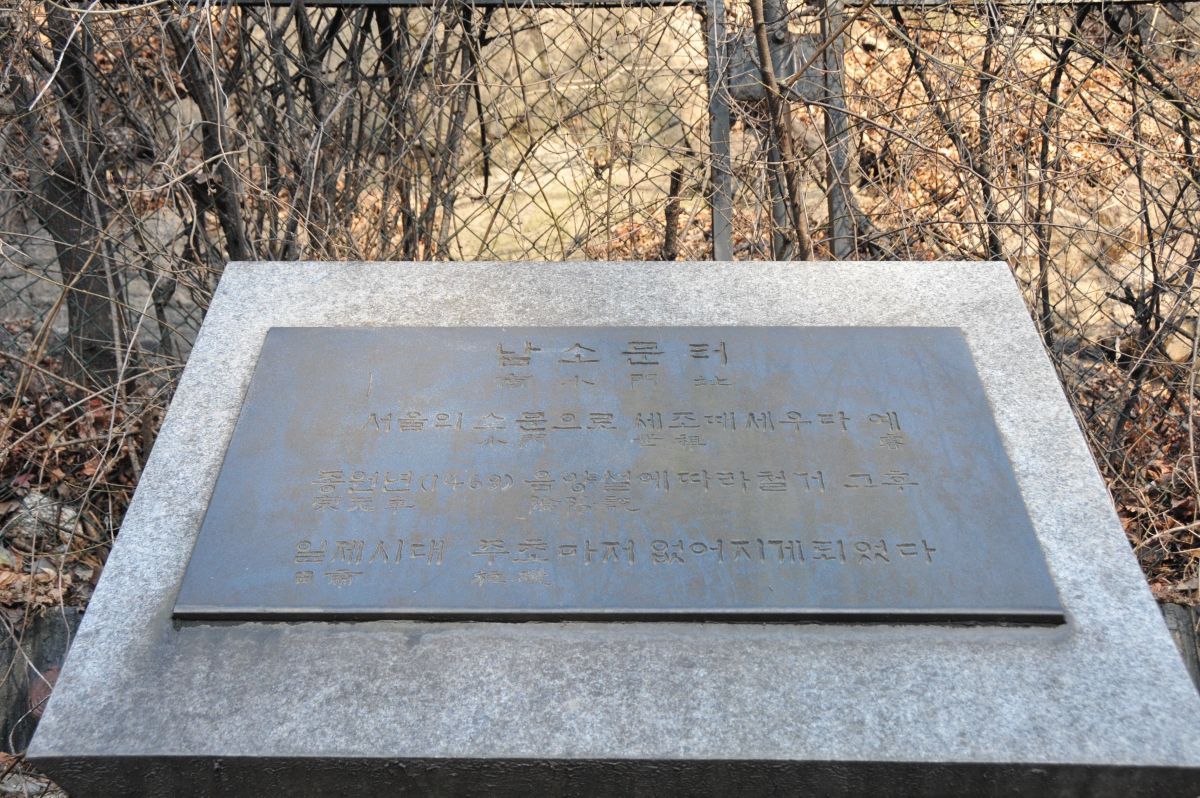 남소문터
南小門址
서울의 소문으로 세조때세우다 예
小門 世祖 睿
종원년(1469)음양설에따라철거 그후
宗元年 陰陽說
일제시대 주초마저 없어지게되었다
日帝 柱礎